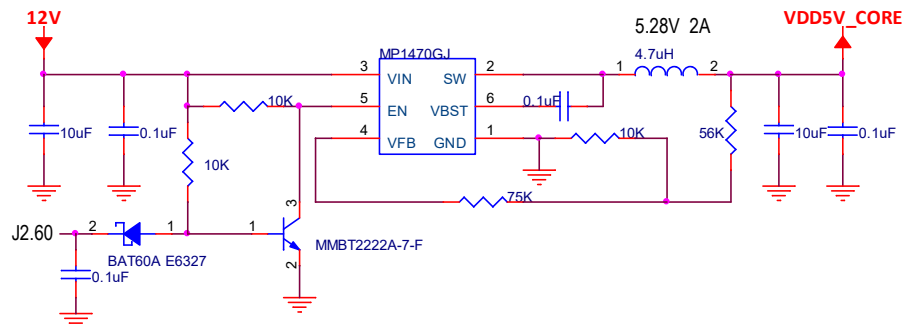 12V
5.28V 2A
VDD5V_CORE
MP1470GJ
4.7uH
3 VIN SW 2
1 2
10K
5 EN VBST 6
0.1uF
4 VFB GND 1
10K
10uF
0.1uF
56K
10uF
0.1uF
10K
75K
3
J2.60
2 1
1
MMBT2222A-7-F
BAT60A E6327
2
0.1uF